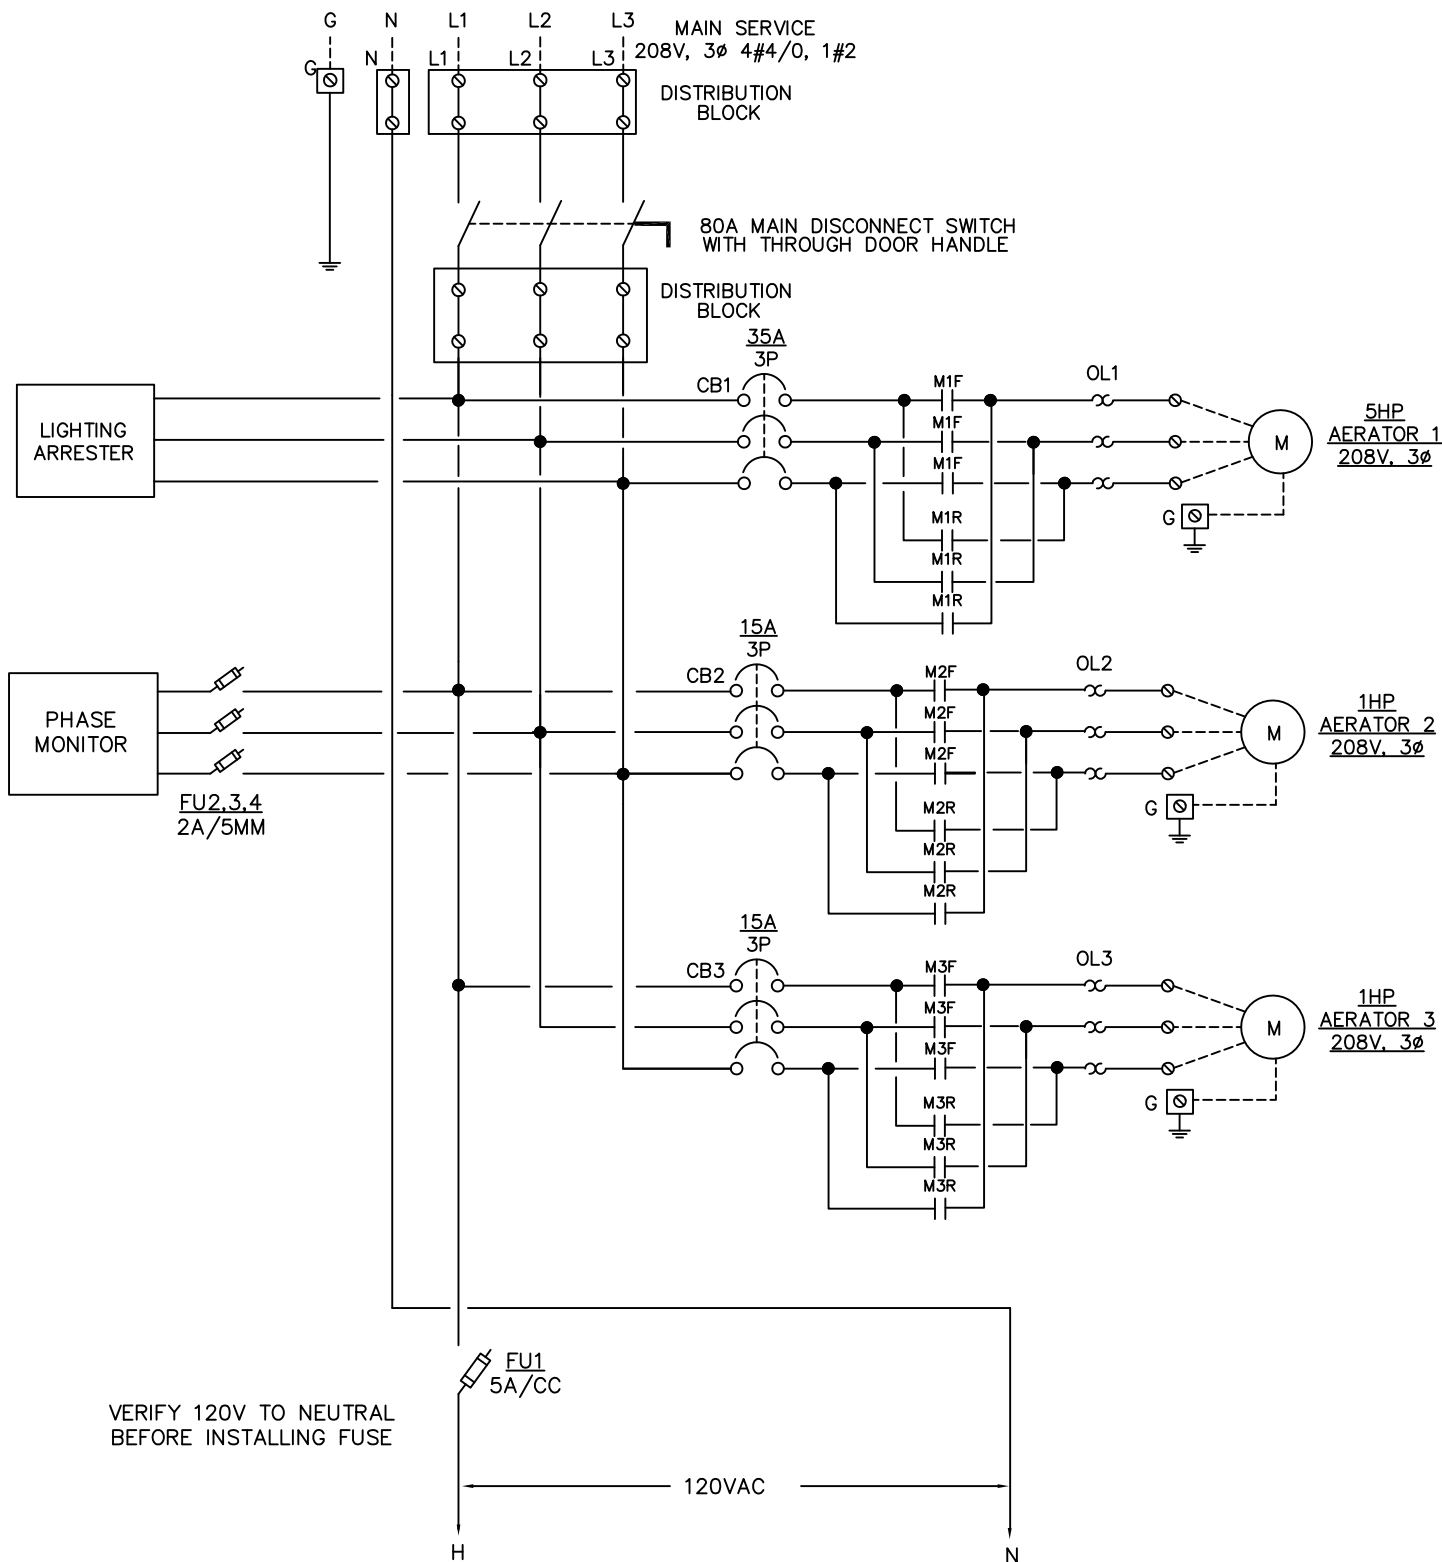 G N L1 L2 L3
MAIN SERVICE
208V, 3Ø 4#4/0, 1#2
G N L1 L2 L3
DISTRIBUTION
BLOCK
80A MAIN DISCONNECT SWITCH
WITH THROUGH DOOR HANDLE
DISTRIBUTION
BLOCK
35A
3P
CB1
M1F
OL1
LIGHTING
ARRESTER
M1F
M1F
M
5HP
AERATOR 1
208V, 3Ø
M1R
G
M1R
M1R
15A
3P
CB2
M2F
OL2
PHASE
MONITOR
M2F
M2F
M
1HP
AERATOR 2
208V, 3Ø
FU2,3,4
2A/5MM
M2R
G
M2R
M2R
15A
3P
CB3
M3F
OL3
M3F
M3F
M
1HP
AERATOR 3
208V, 3Ø
M3R
G
M3R
M3R
FU1
5A/CC
VERIFY 120V TO NEUTRAL
BEFORE INSTALLING FUSE
120VAC
H N